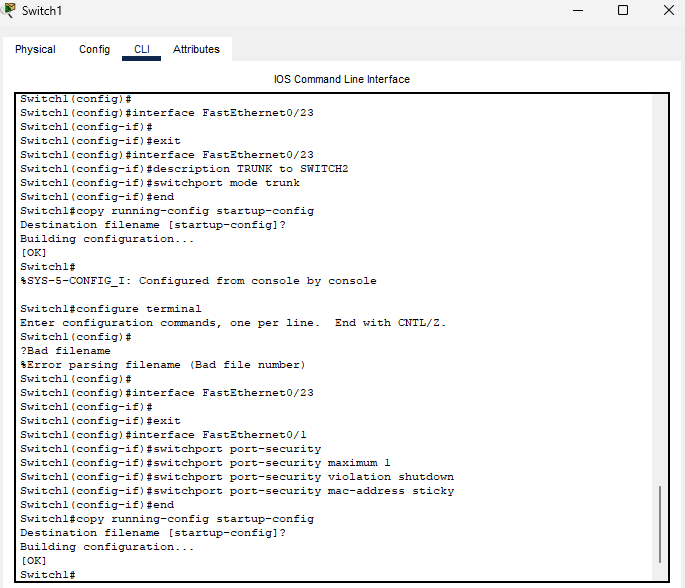 Switch1
Physical Config CLI Attributes
IOS Command Line Interface
Switch1(config)#
Switch1(config)#interface FastEthernet0/23
Switch1(config-if)#
Switch1(config-if)#exit
Switch1(config)#interface FastEthernet0/23
Switch1(config-if)#description TRUNK to SWITCH2
Switch1(config-if)#switchport mode trunk
Switch1(config-if)#end
Switch1#copy running-config startup-config
Destination filename [startup-config]?
Building configuration...
[OK]
Switch1#
%SYS-5-CONFIG_I: Configured from console by console
Switch1#configure terminal
Enter configuration commands, one per line.  End with CNTL/Z.
Switch1(config)#
?Bad filename
%Error parsing filename (Bad file number)
Switch1(config)#
Switch1(config)#interface FastEthernet0/23
Switch1(config-if)#
Switch1(config-if)#exit
Switch1(config)#interface FastEthernet0/1
Switch1(config-if)#switchport port-security
Switch1(config-if)#switchport port-security maximum 1
Switch1(config-if)#switchport port-security violation shutdown
Switch1(config-if)#switchport port-security mac-address sticky
Switch1(config-if)#end
Switch1#copy running-config startup-config
Destination filename [startup-config]?
Building configuration...
[OK]
Switch1#